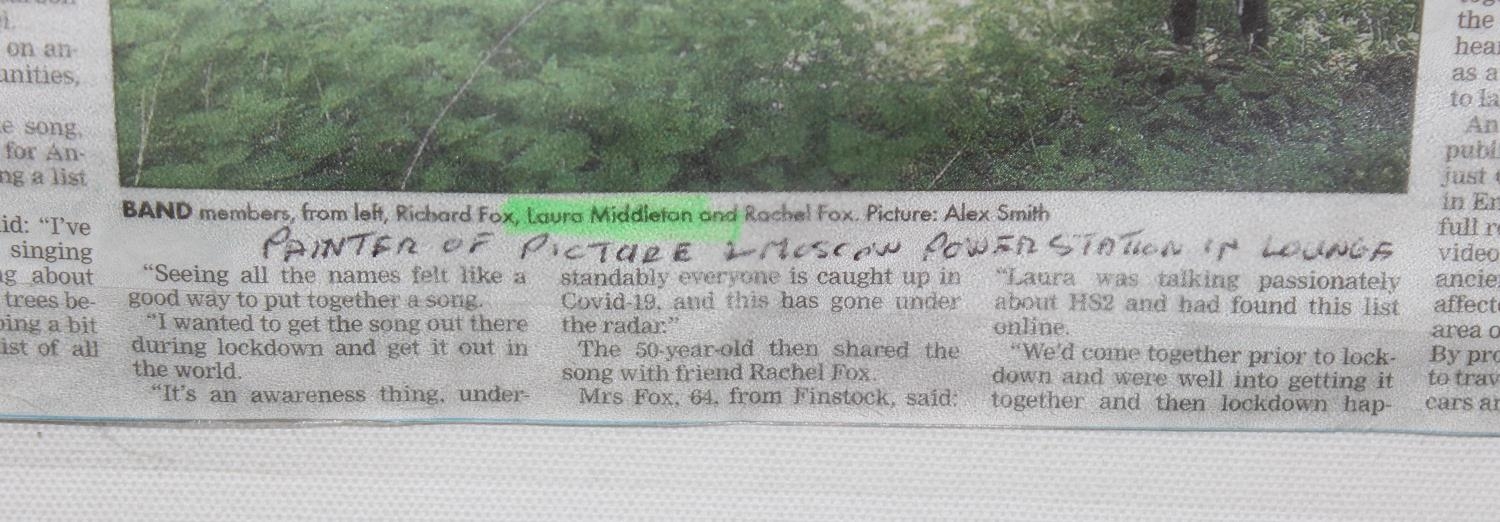 on an-
unities,
e song,
for An-
ng a list
id: "I've
singing
g about
trees be-
ing a bit
ist of all
BAND members, from left, Richard Fox, Laura Middleton and Rachel Fox. Picture: Alex Smith
PAINTER OF PICTURE MOSCOW POWER STATION IN LOUNGE
"Seeing all the names felt like a
good way to put together a song.
"I wanted to get the song out there
during lockdown and get it out in
the world.
"It's an awareness thing, under-
standably everyone is caught up in
Covid-19, and this has gone under
the radar."
The 50-year-old then shared the
song with friend Rachel Fox.
Mrs Fox, 64, from Finstock, said:
"Laura was talking passionately
about HS2 and had found this list
online.
"We'd come together prior to lock-
down and were well into getting it
together and then lockdown hap-
the
hear
as a
to la
An
publi
just
in En
full re
video
ancie
affect
area o
By pro
to trav
cars an